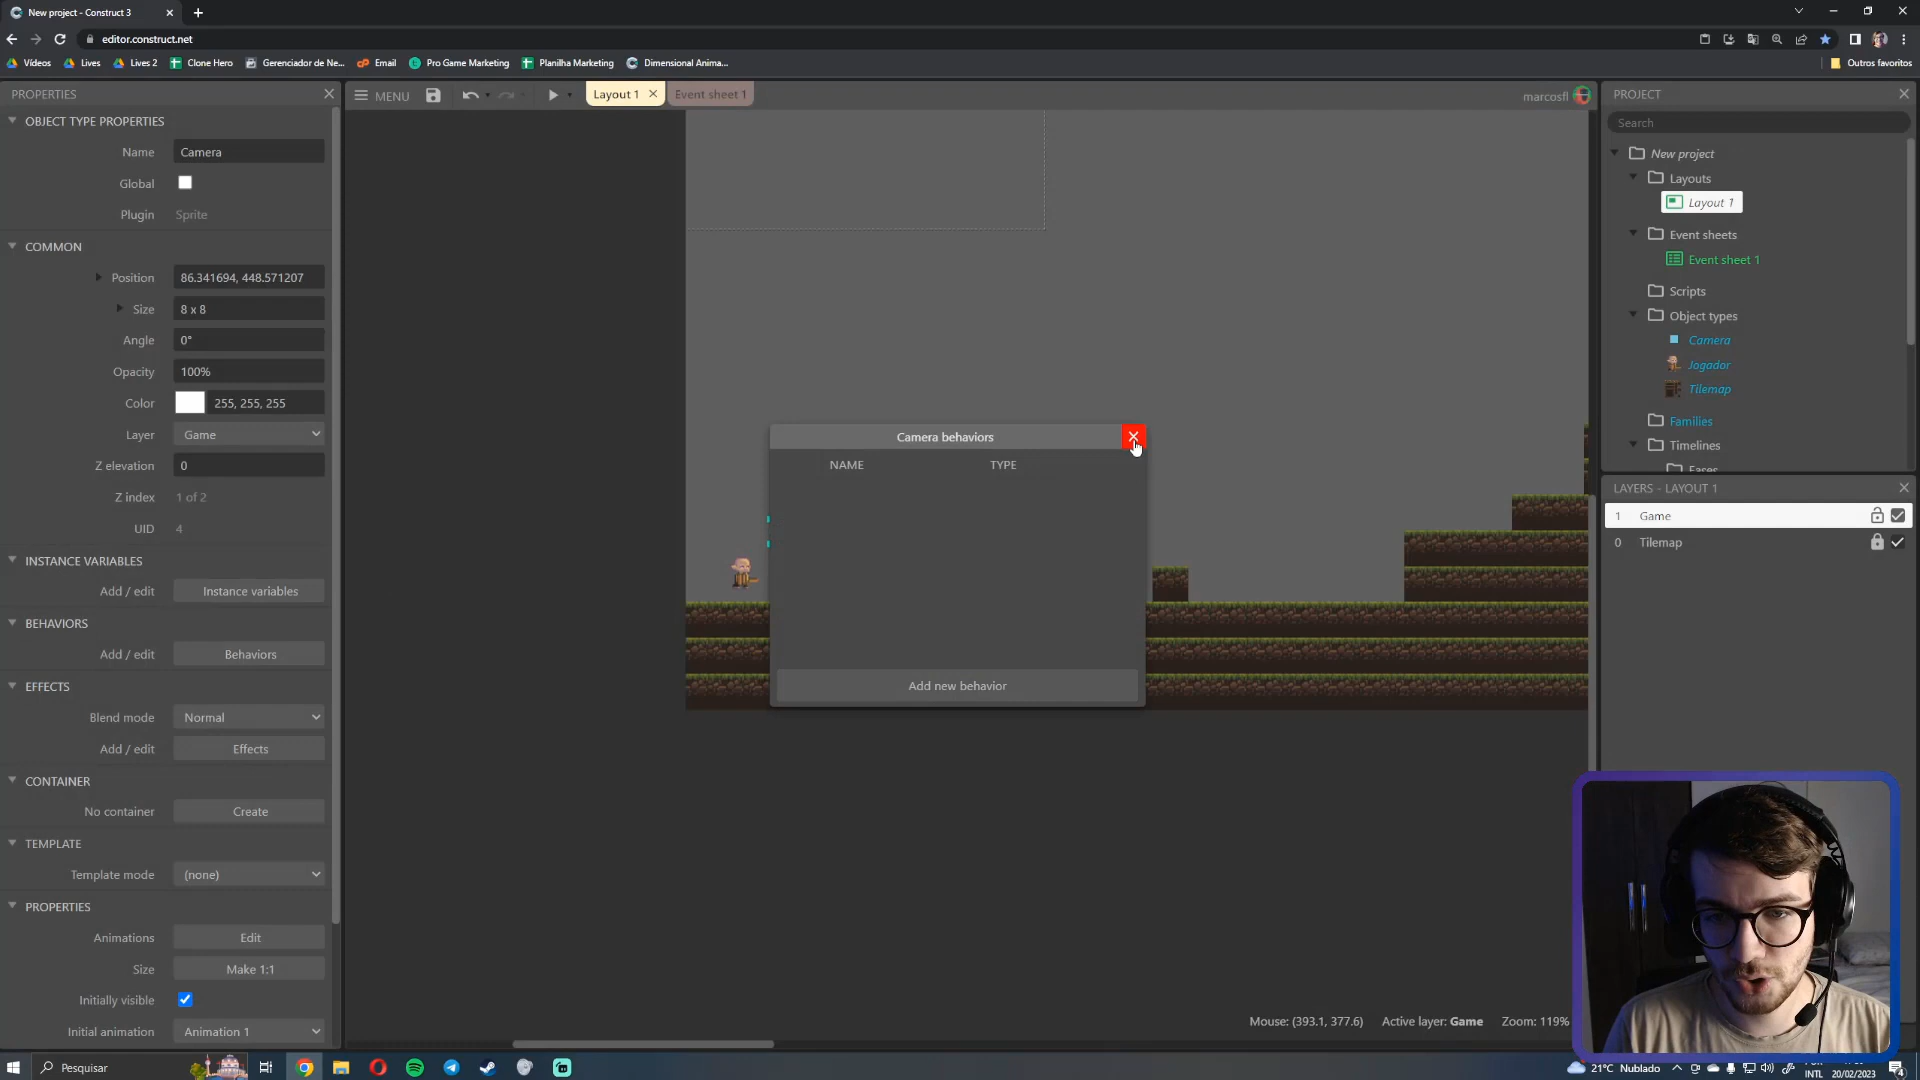 New project - Construct 3
editor.construct.net
Vídeos
Lives
Lives 2
Clone Hero
Gerenciador de Ne...
Email
Pro Game Marketing
Planilha Marketing
Dimensional Anima...
Outros favoritos
PROPERTIES
OBJECT TYPE PROPERTIES
Name Camera
Global
Plugin Sprite
COMMON
Position 86.341694, 448.571207
Size 8 x 8
Angle 0°
Opacity 100%
Color 255, 255, 255
Layer Game
Z elevation 0
Z index 1 of 2
UID 4
INSTANCE VARIABLES
Add / edit Instance variables
BEHAVIORS
Add / edit Behaviors
EFFECTS
Blend mode Normal
Add / edit Effects
CONTAINER
No container Create
TEMPLATE
Template mode (none)
PROPERTIES
Animations Edit
Size Make 1:1
Initially visible
Initial animation Animation 1
MENU
Layout 1
Event sheet 1
marcosfl
Camera behaviors
NAME TYPE
Add new behavior
Mouse: (393.1, 377.6) Active layer: Game Zoom: 119%
PROJECT
Search
New project
Layouts
Layout 1
Event sheets
Event sheet 1
Scripts
Object types
Camera
Jogador
Tilemap
Families
Timelines
Eases
LAYERS - LAYOUT 1
1 Game
0 Tilemap
Pesquisar
21°C Nublado
INTL 20/02/2023
4